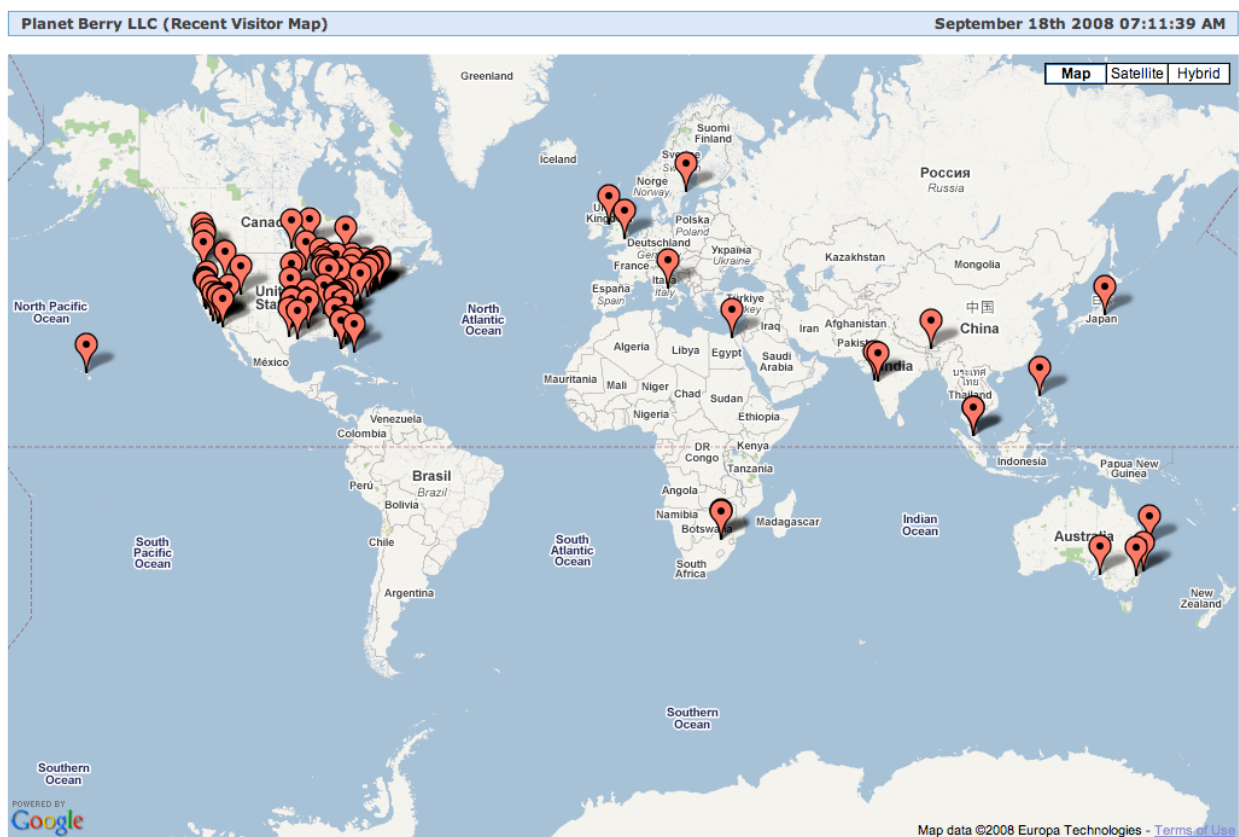 Planet Berry LLC (Recent Visitor Map)
September 18th 2008 07:11:39 AM
Map
Satellite
Hybrid
Greenland
Suomi
Finland
Iceland
Norge
Norway
Россия
Russia
Polska
Poland
Deutschland
Україна
Ukraine
France
Italy
España
Spain
Kazakhstan
Mongolia
中国
China
Japan
North Pacific
Ocean
North
Atlantic
Ocean
Iraq
Iran
Afghanistan
Algeria
Libya
Egypt
Saudi
Arabia
México
Mauritania
Mali
Niger
Chad
Sudan
Nigeria
Ethiopia
ประเทศ
ไทย
Thailand
Venezuela
Colombia
DR
Congo
Kenya
Tanzania
Indonesia
Papua New
Guinea
Perú
Brasil
Brazil
Bolivia
Angola
Namibia
Madagascar
Indian
Ocean
South
Pacific
Ocean
Chile
South
Atlantic
Ocean
South
Africa
Argentina
New
Zealand
Southern
Ocean
Southern
Ocean
POWERED BY
Google
Map data ©2008 Europa Technologies - Terms of Use